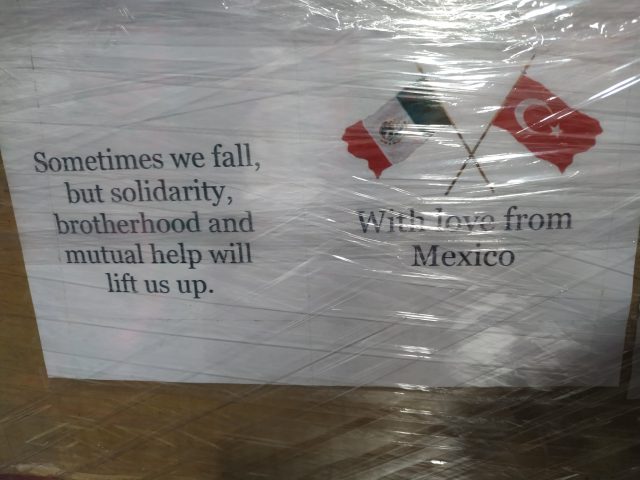 Sometimes we fall,
but solidarity,
brotherhood and
mutual help will
lift us up.
With love from
Mexico